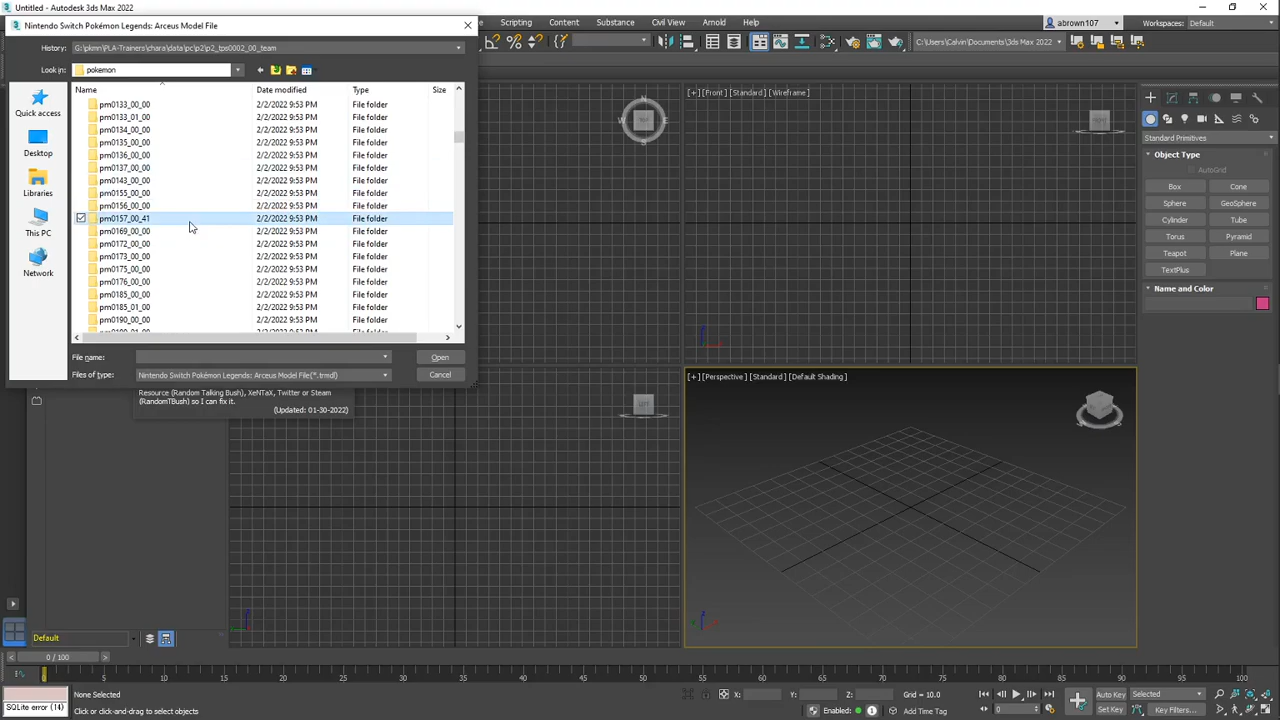 Untitled - Autodesk 3ds Max 2022
Nintendo Switch Pokémon Legends: Arceus Model File
Scripting Content Substance Civil View Arnold Help
abrown107
Workspaces: Default
History: G:\pkmn\PLA-Trainers\chara\data\pc\p2\p2_tps0002_00_team
C:\Users\Calvin\Documents\3ds Max 2022
Look in: pokemon
Name Date modified Type Size
pm0133_00_00 2/2/2022 9:53 PM File folder
pm0133_01_00 2/2/2022 9:53 PM File folder
pm0134_00_00 2/2/2022 9:53 PM File folder
pm0135_00_00 2/2/2022 9:53 PM File folder
pm0136_00_00 2/2/2022 9:53 PM File folder
pm0137_00_00 2/2/2022 9:53 PM File folder
pm0143_00_00 2/2/2022 9:53 PM File folder
pm0155_00_00 2/2/2022 9:53 PM File folder
pm0156_00_00 2/2/2022 9:53 PM File folder
pm0157_00_41 2/2/2022 9:53 PM File folder
pm0169_00_00 2/2/2022 9:53 PM File folder
pm0172_00_00 2/2/2022 9:53 PM File folder
pm0173_00_00 2/2/2022 9:53 PM File folder
pm0175_00_00 2/2/2022 9:53 PM File folder
pm0176_00_00 2/2/2022 9:53 PM File folder
pm0185_00_00 2/2/2022 9:53 PM File folder
pm0185_01_00 2/2/2022 9:53 PM File folder
pm0190_00_00 2/2/2022 9:53 PM File folder
Quick access
Desktop
Libraries
This PC
Network
File name: Open
Files of type: Nintendo Switch Pokémon Legends: Arceus Model File(*.trmdl) Cancel
Resource (Random Talking Bush), XeNTaX, Twitter or Steam
(RandomTBush) so I can fix it.
(Updated: 01-30-2022)
[+] [Front] [Standard] [Wireframe]
[+] [Perspective] [Standard] [Default Shading]
Standard Primitives
Object Type
AutoGrid
Box Cone
Sphere GeoSphere
Cylinder Tube
Torus Pyramid
Teapot Plane
TextPlus
Name and Color
Default
0 / 100
0 5 10 15 20 25 30 35 40 45 50 55 60 65 70 75 80 85 90 95 100
None Selected
X: Y: Z: Grid = 10.0
Auto Key Selected
SQLite error (14)
Click or click-and-drag to select objects
Enabled: 1 Add Time Tag
0 Set Key Key Filters...